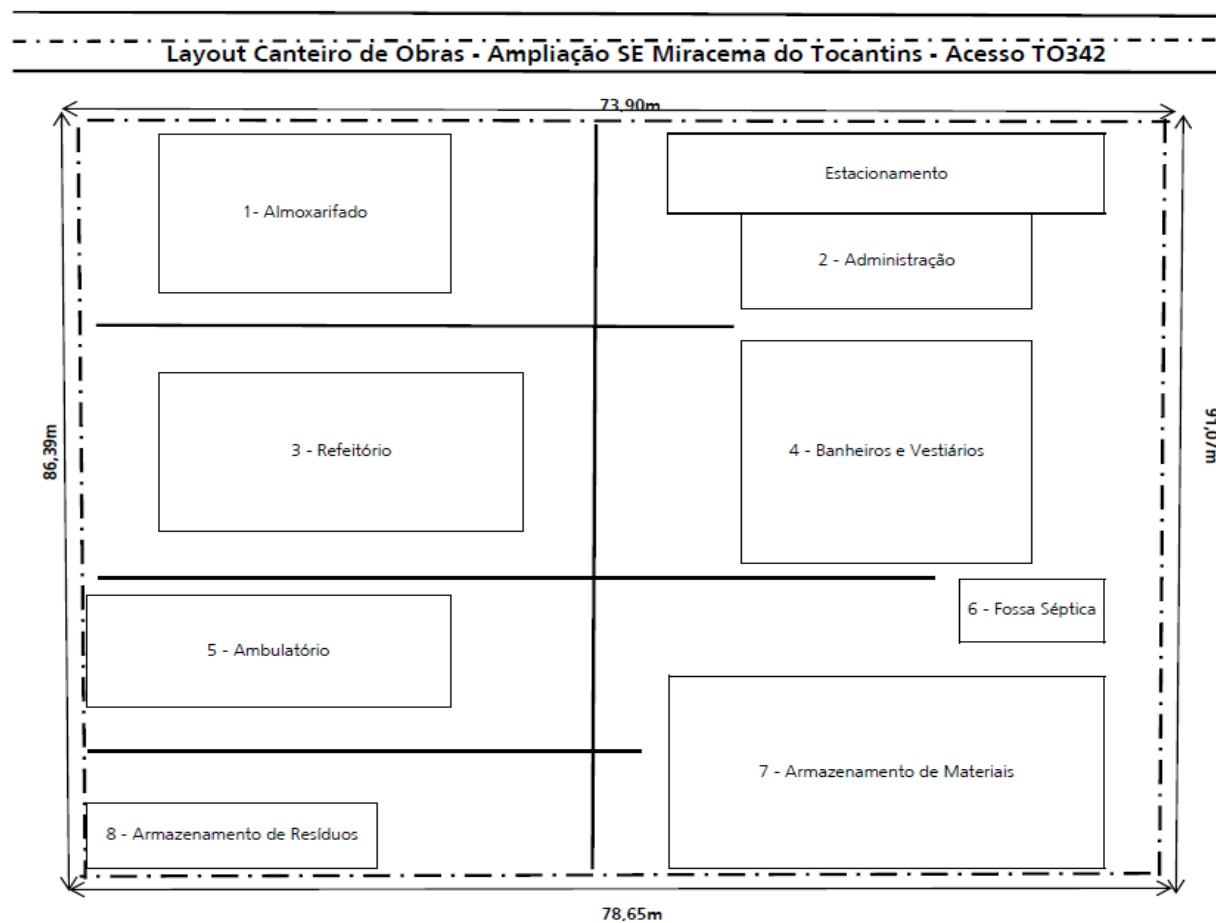 Layout Canteiro de Obras - Ampliação SE Miracema do Tocantins - Acesso TO342
73,90m
Estacionamento
1- Almoxarifado
2 - Administração
86,39m
91,07m
3 - Refeitório
4 - Banheiros e Vestiários
6 - Fossa Séptica
5 - Ambulatório
7 - Armazenamento de Materiais
8 - Armazenamento de Resíduos
78,65m